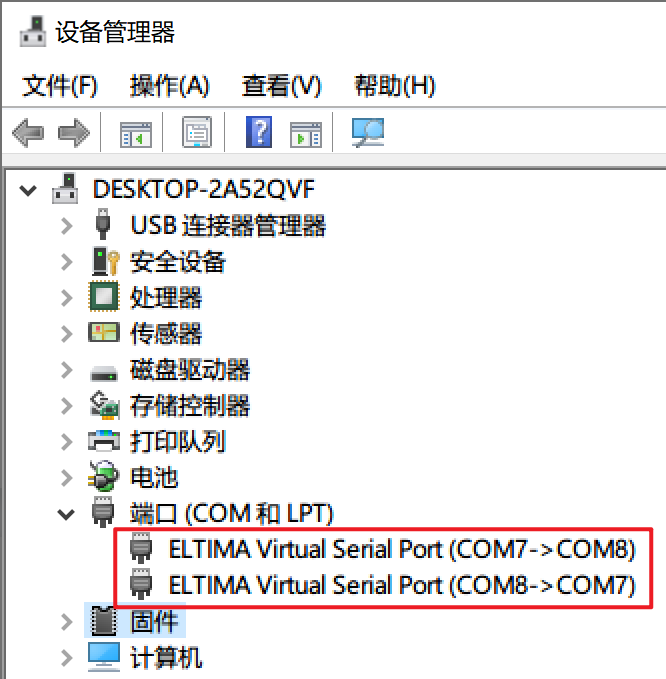 设备管理器
文件(F) 操作(A) 查看(V) 帮助(H)
?
DESKTOP-2A52QVF
USB 连接器管理器
安全设备
处理器
传感器
磁盘驱动器
存储控制器
打印队列
电池
端口 (COM 和 LPT)
ELTIMA Virtual Serial Port (COM7->COM8)
ELTIMA Virtual Serial Port (COM8->COM7)
固件
计算机